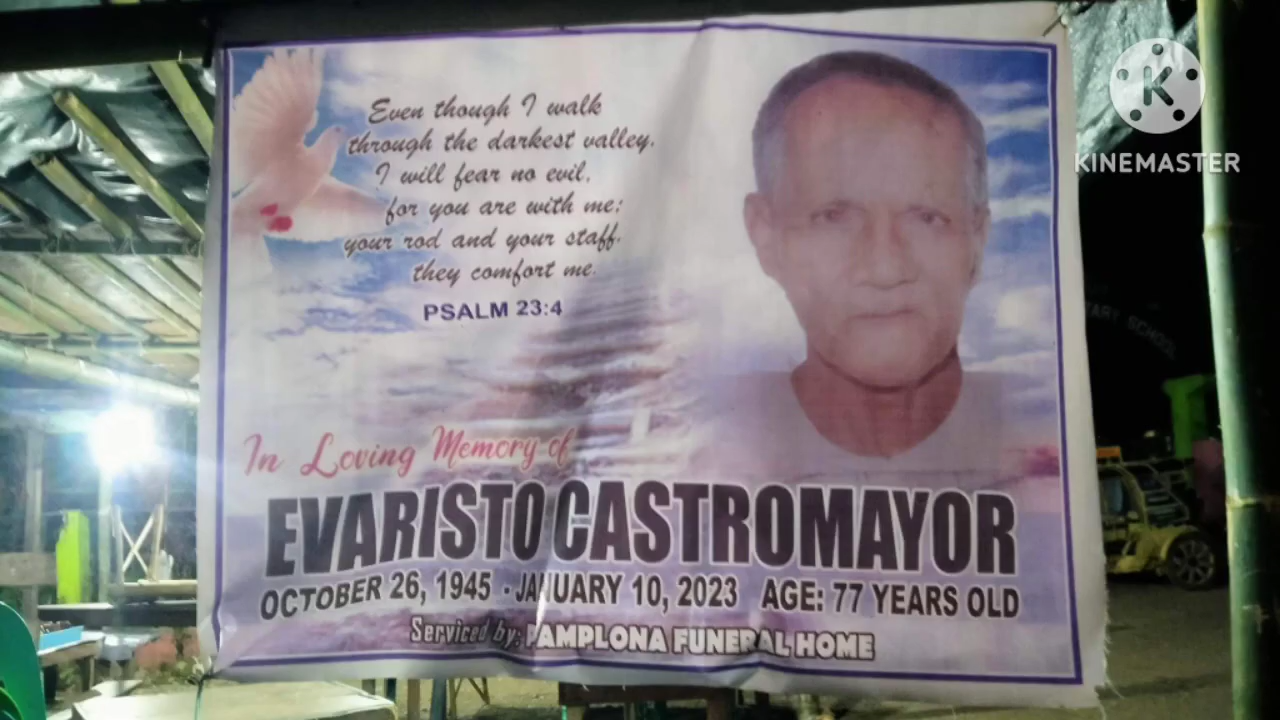 Even though I walk
through the darkest valley,
I will fear no evil,
for you are with me;
your rod and your staff,
they comfort me.
PSALM 23:4
In Loving Memory of
EVARISTO CASTROMAYOR
OCTOBER 26, 1945 - JANUARY 10, 2023 AGE: 77 YEARS OLD
Serviced by: PAMPLONA FUNERAL HOME
K
KINEMASTER
SCHOOL